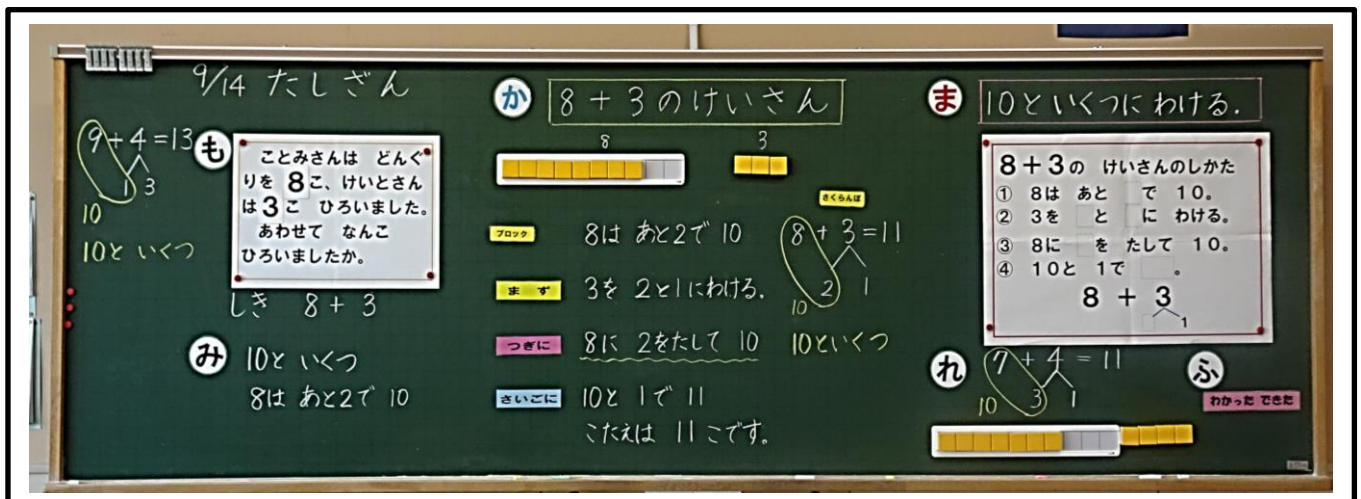 9/14 たしざん
9+4=13
1 3
10
10と いくつ
も
ことみさんは どんぐ
りを 8こ、けいとさん
は 3こ ひろいました。
あわせて なんこ
ひろいましたか。
しき 8+3
み
10と いくつ
8は あと2で 10
か
8+3のけいさん
8 3
さくらんぼ
ブロック
8は あと2で 10
まず
3を 2と1にわける.
つぎに
8に 2をたして 10
さいごに
10と 1で 11
こたえは 11こです。
8+3=11
2 1
10
10といくつ
ま
10といくつにわける.
8+3の けいさんのしかた
① 8は あと で 10。
② 3を と に わける。
③ 8に を たして 10。
④ 10と 1で 。
8 + 3
1
れ
7+4=11
10 3 1
ふ
わかった できた